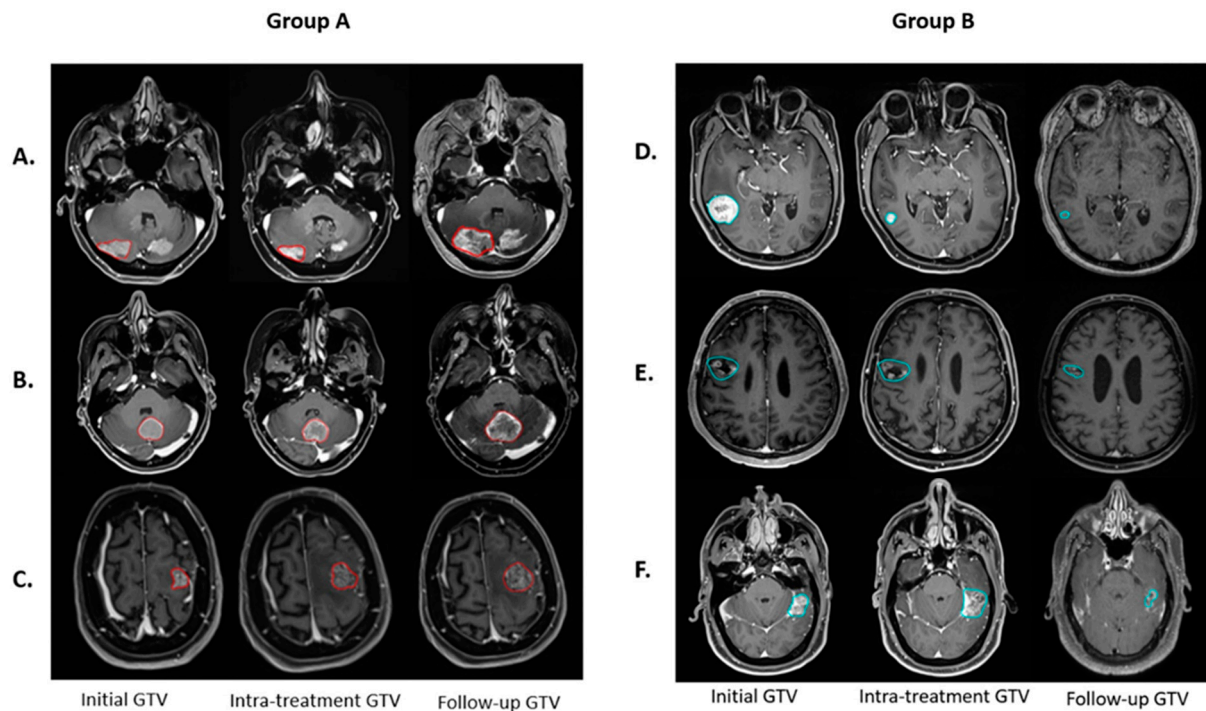 Group A
Group B
A.
D.
B.
E.
C.
F.
Initial GTV
Intra-treatment GTV
Follow-up GTV
Initial GTV
Intra-treatment GTV
Follow-up GTV